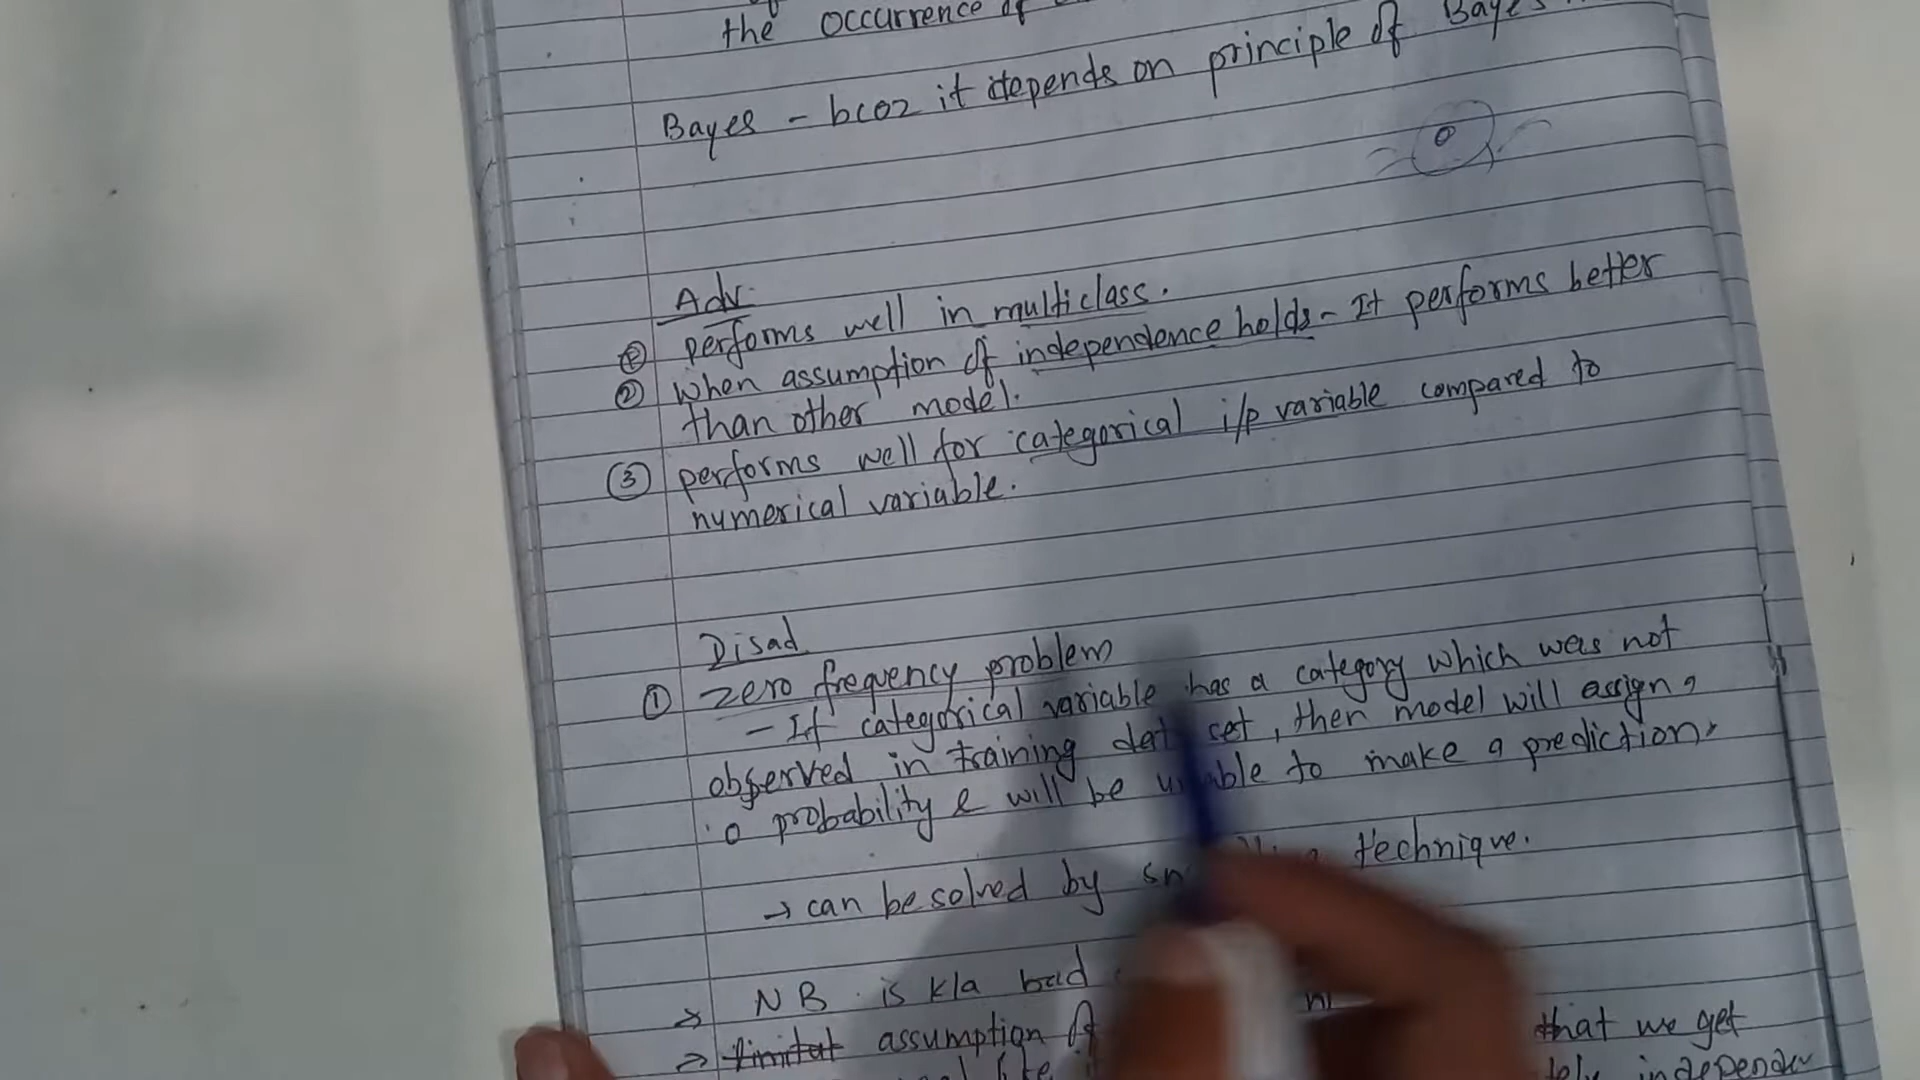 the occurrence of
Bayes - bcoz it depends on principle of Bayes
Adv.
① performs well in multiclass.
② when assumption of independence holds - It performs better
than other model.
③ performs well for categorical i/p variable compared to
numerical variable.
Disad
① zero frequency problem
- If categorical variable has a category which was not
observed in training data set, then model will assign a
0 probability & will be unable to make a prediction.
→ can be solved by technique.
→ NB is k/a bad
→ assumption of that we get
independ